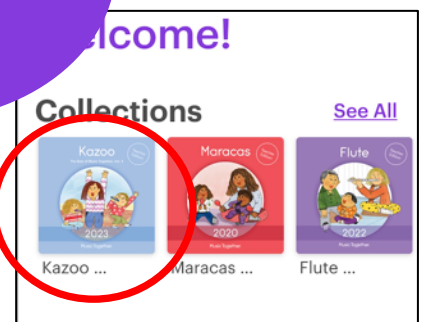 elcome!
Collections See All
Kazoo Maracas Flute
2023 2020 2022
Music Together Music Together Music Together
Kazoo ... Maracas ... Flute ...